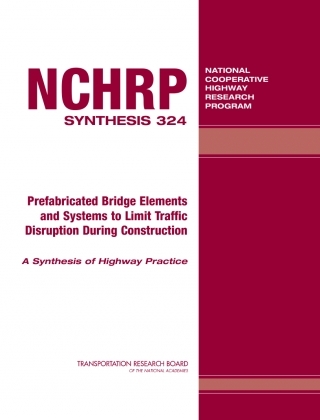 NCHRP
SYNTHESIS 324
NATIONAL
COOPERATIVE
HIGHWAY
RESEARCH
PROGRAM
Prefabricated Bridge Elements
and Systems to Limit Traffic
Disruption During Construction
A Synthesis of Highway Practice
TRANSPORTATION RESEARCH BOARD
OF THE NATIONAL ACADEMIES